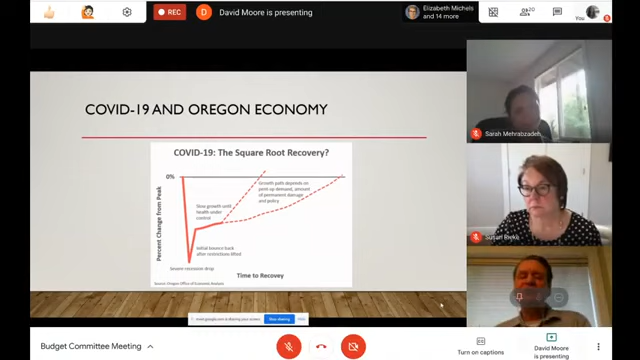 REC
D
David Moore is presenting
Elizabeth Michels
and 14 more
20
You
COVID-19 AND OREGON ECONOMY
COVID-19: The Square Root Recovery?
0%
Percent Change from Peak
Growth path depends on
pent-up demand, amount
of permanent damage
and policy
Slow growth until
health under
control
Initial bounce back
after restrictions lifted
Severe recession drop
Time to Recovey
Source: Oregon Office of Economic Analysis
Sarah Mehrabzadeh
Susan Rieke
meet.google.com is sharing your screen.
Stop sharing
Hide
Budget Committee Meeting
Turn on captions
David Moore
is presenting